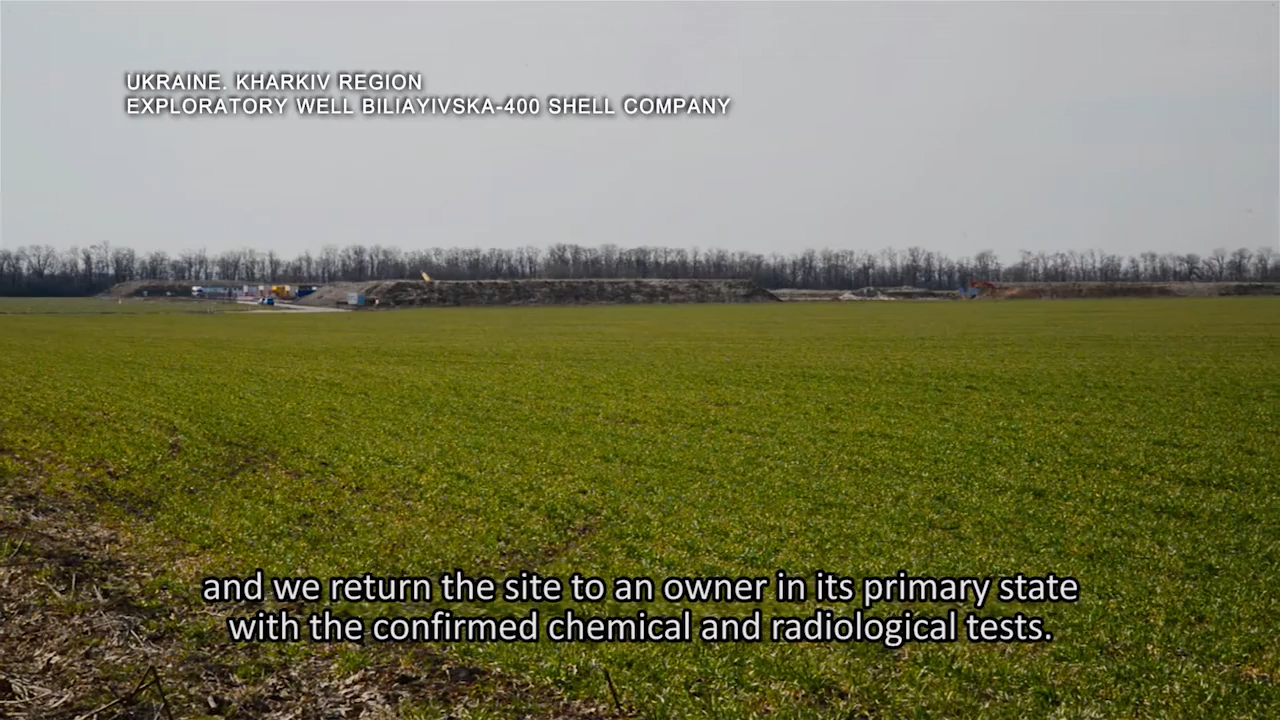 UKRAINE. KHARKIV REGION
EXPLORATORY WELL BILIAYIVSKA-400 SHELL COMPANY
and we return the site to an owner in its primary state
with the confirmed chemical and radiological tests.